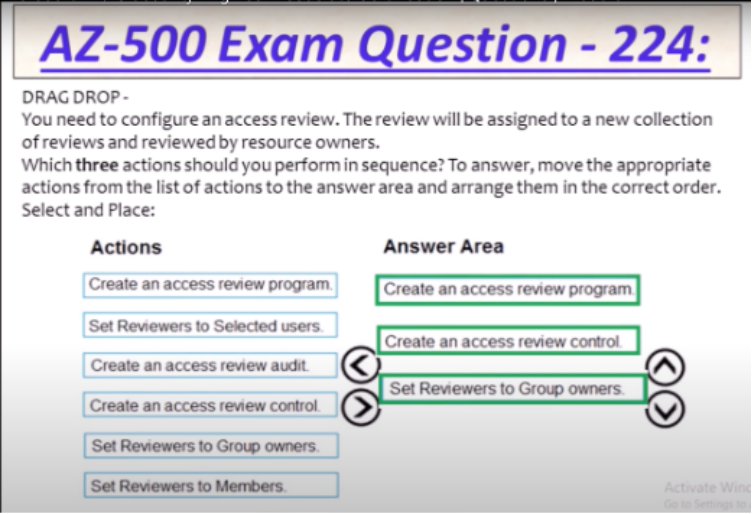 AZ-500 Exam Question - 224:
DRAG DROP -
You need to configure an access review. The review will be assigned to a new collection
of reviews and reviewed by resource owners.
Which three actions should you perform in sequence? To answer, move the appropriate
actions from the list of actions to the answer area and arrange them in the correct order.
Select and Place:
Actions
Answer Area
Create an access review program.
Create an access review program.
Set Reviewers to Selected users.
Create an access review control.
Create an access review audit.
Set Reviewers to Group owners.
Create an access review control.
Set Reviewers to Group owners.
Set Reviewers to Members.
Activate Wind
Go to Settings to